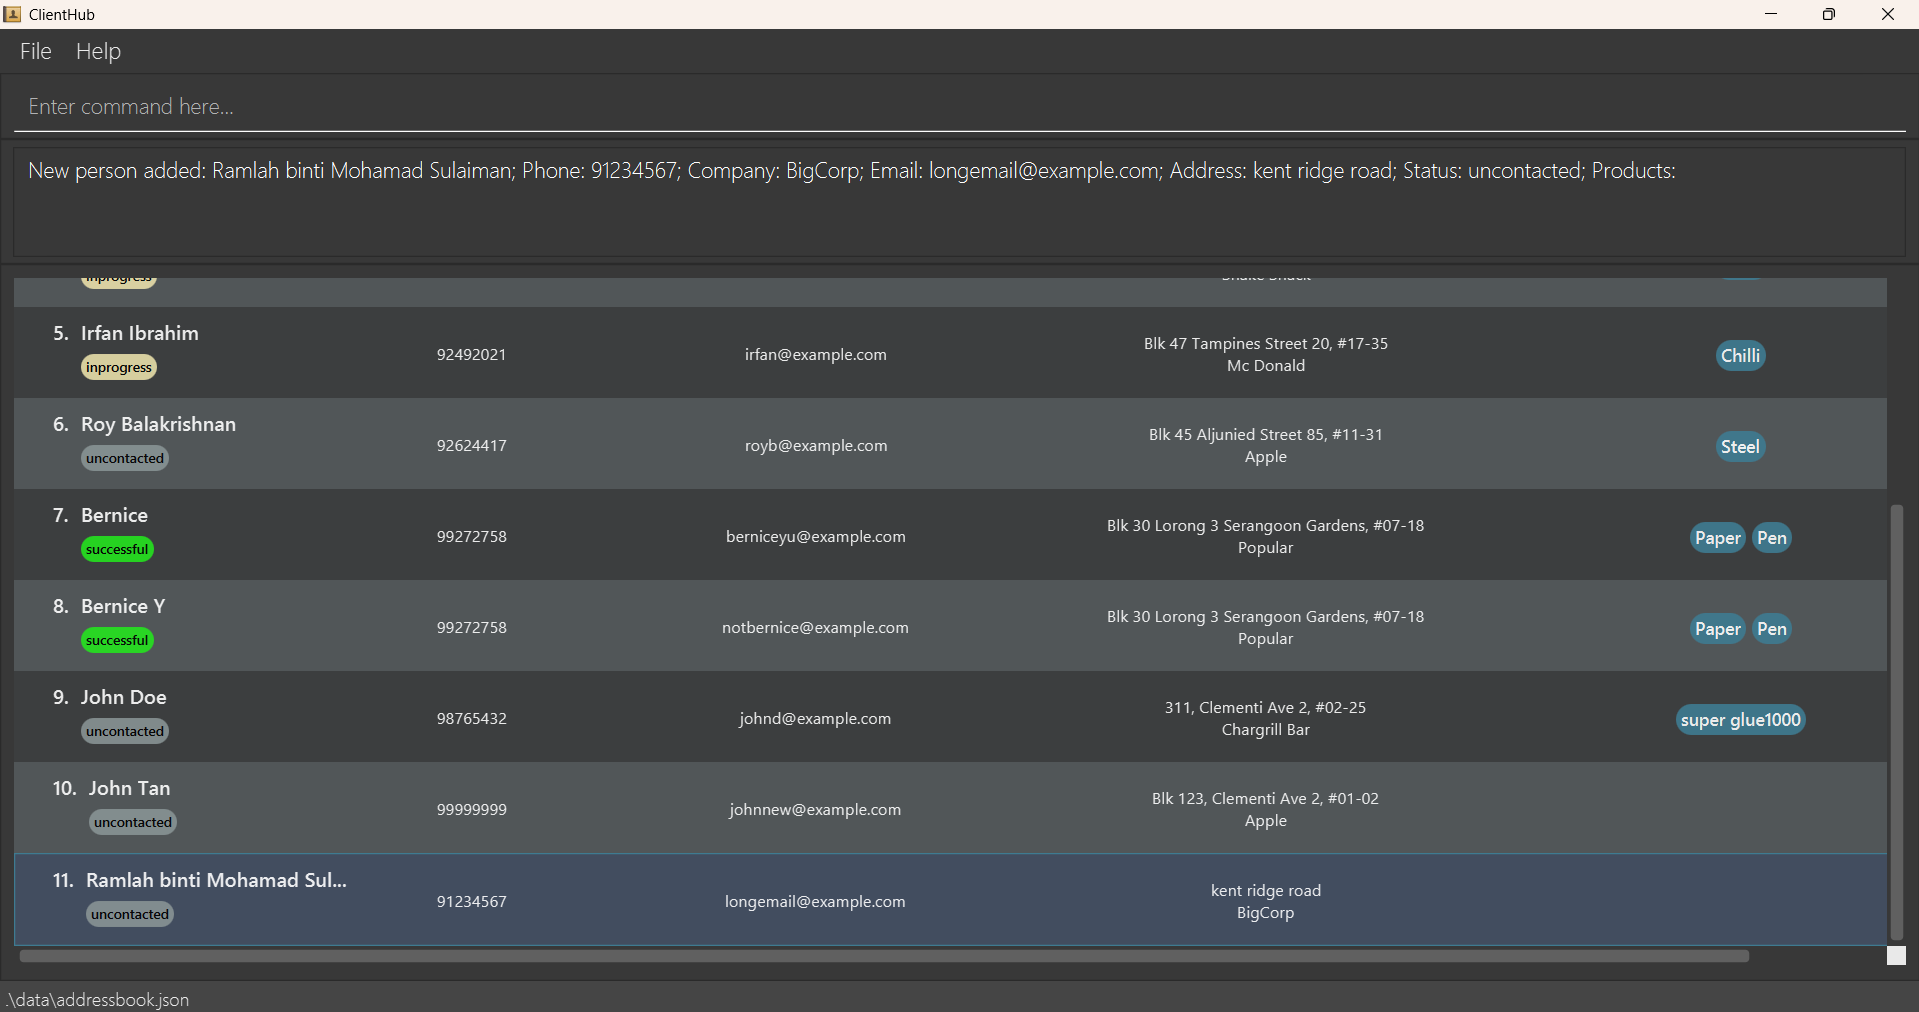 ClientHub
File Help
Enter command here...
New person added: Ramlah binti Mohamad Sulaiman; Phone: 91234567; Company: BigCorp; Email: longemail@example.com; Address: kent ridge road; Status: uncontacted; Products:
inprogress
5. Irfan Ibrahim
inprogress
92492021
irfan@example.com
Blk 47 Tampines Street 20, #17-35
Mc Donald
Chilli
6. Roy Balakrishnan
uncontacted
92624417
royb@example.com
Blk 45 Aljunied Street 85, #11-31
Apple
Steel
7. Bernice
successful
99272758
berniceyu@example.com
Blk 30 Lorong 3 Serangoon Gardens, #07-18
Popular
Paper Pen
8. Bernice Y
successful
99272758
notbernice@example.com
Blk 30 Lorong 3 Serangoon Gardens, #07-18
Popular
Paper Pen
9. John Doe
uncontacted
98765432
johnd@example.com
311, Clementi Ave 2, #02-25
Chargrill Bar
super glue1000
10. John Tan
uncontacted
99999999
johnnew@example.com
Blk 123, Clementi Ave 2, #01-02
Apple
11. Ramlah binti Mohamad Sul...
uncontacted
91234567
longemail@example.com
kent ridge road
BigCorp
.\data\addressbook.json